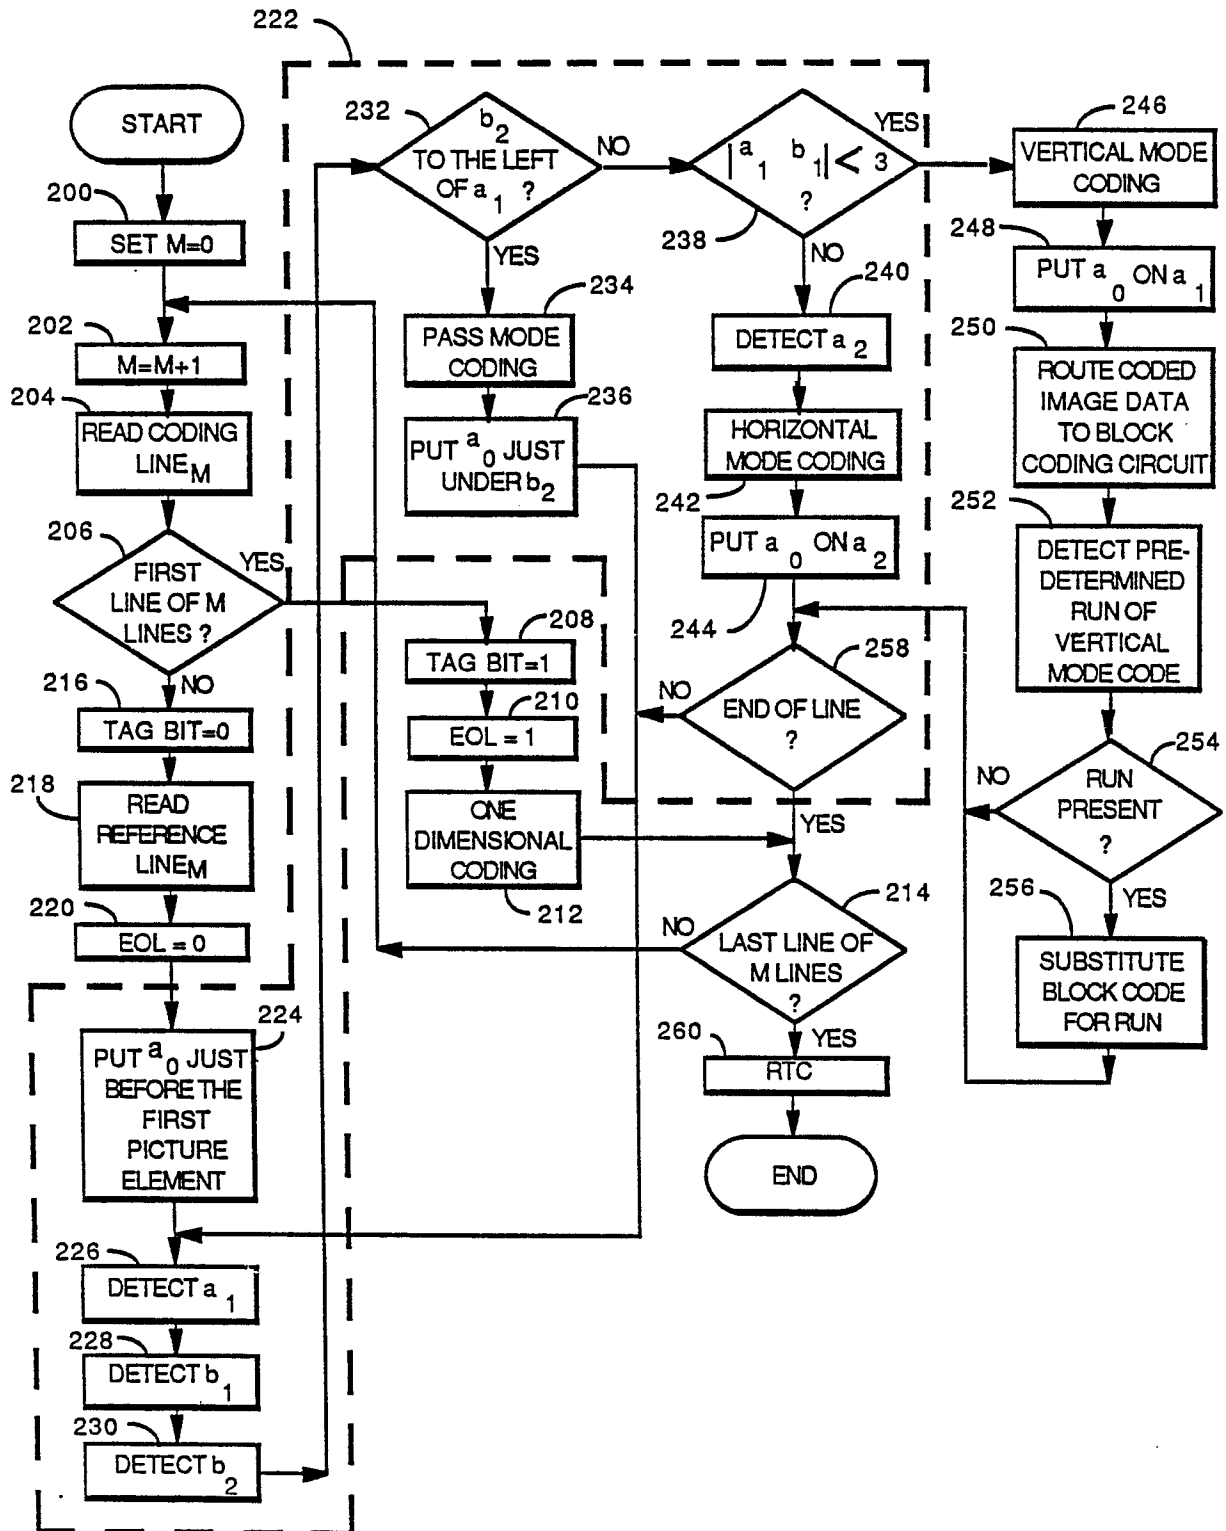 222
START
200
SET M=0
202
M=M+1
204
READ CODING
LINE M
206
FIRST
LINE OF M
LINES ?
YES
NO
216
TAG BIT=0
218
READ
REFERENCE
LINE M
220
EOL = 0
224
PUT a0 JUST
BEFORE THE
FIRST
PICTURE
ELEMENT
226
DETECT a1
228
DETECT b1
230
DETECT b2
232
b2
TO THE LEFT
OF a1 ?
NO
YES
234
PASS MODE
CODING
236
PUT a0 JUST
UNDER b2
208
TAG BIT=1
210
EOL = 1
ONE
DIMENSIONAL
CODING
212
|a1 b1| < 3
?
YES
238
NO
240
DETECT a2
HORIZONTAL
MODE CODING
242
PUT a0 ON a2
244
258
NO
END OF LINE
?
YES
214
NO
LAST LINE OF
M LINES
?
YES
260
RTC
END
246
VERTICAL MODE
CODING
248
PUT a0 ON a1
250
ROUTE CODED
IMAGE DATA
TO BLOCK
CODING CIRCUIT
252
DETECT PRE-
DETERMINED
RUN OF
VERTICAL
MODE CODE
254
NO
RUN
PRESENT
?
YES
256
SUBSTITUTE
BLOCK CODE
FOR RUN